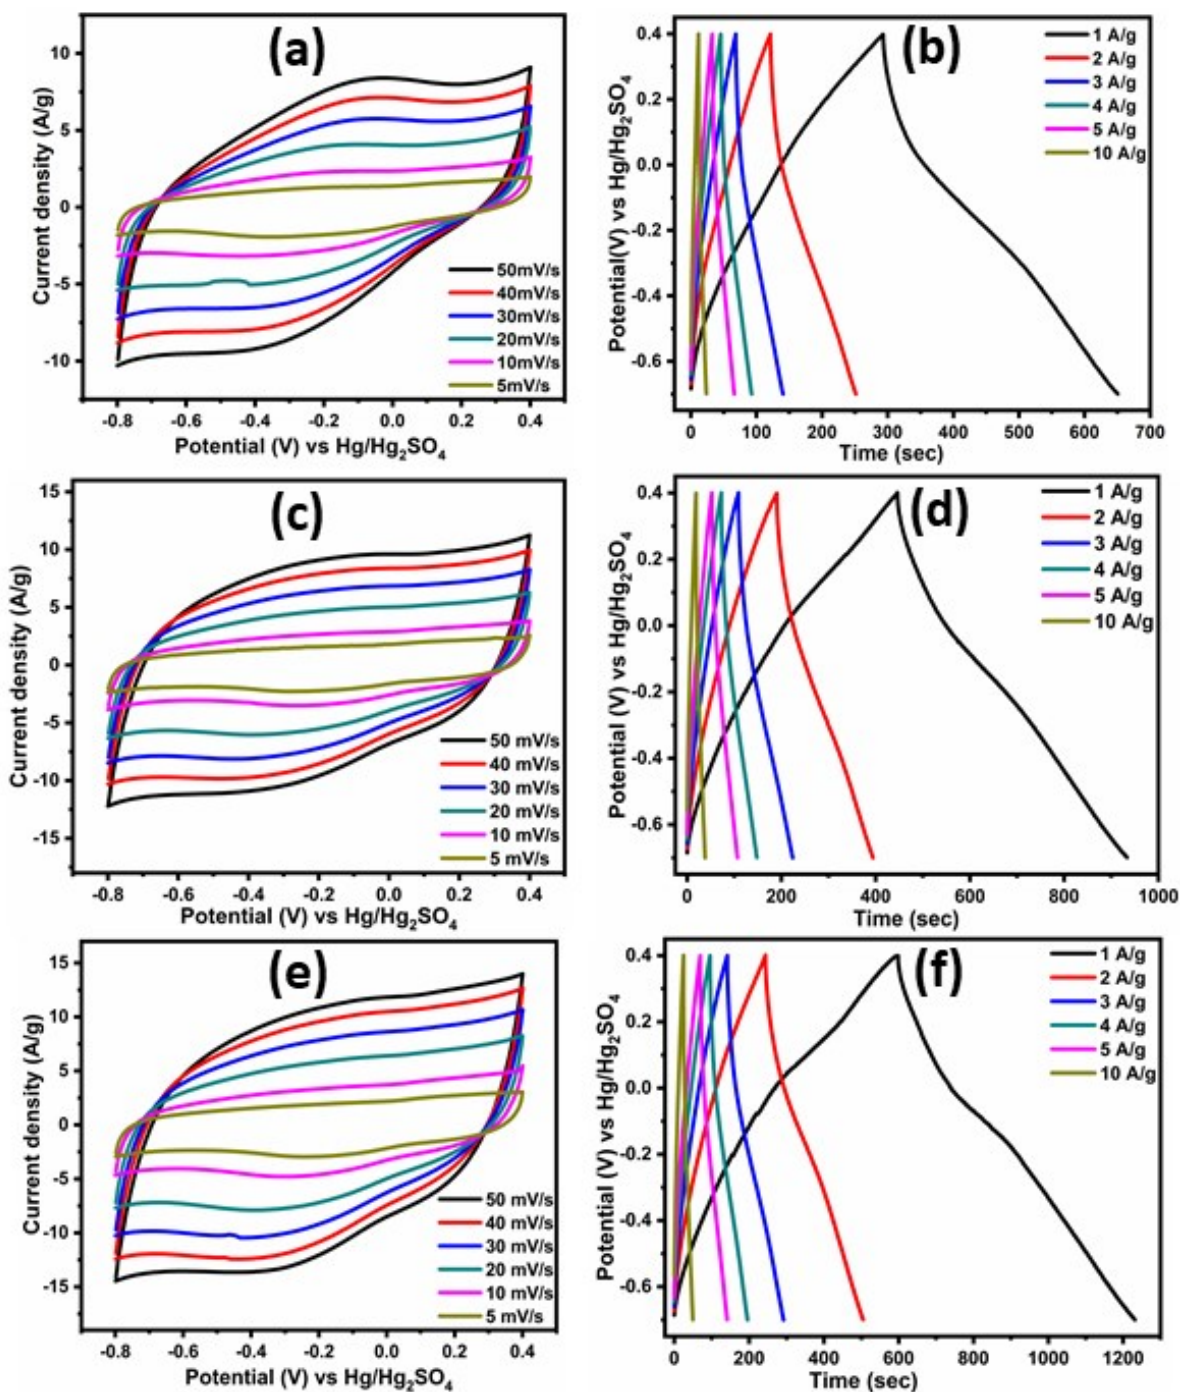 (a)
10
5
0
-5
-10
Current density (A/g)
50mV/s
40mV/s
30mV/s
20mV/s
10mV/s
5mV/s
-0.8 -0.6 -0.4 -0.2 0.0 0.2 0.4
Potential (V) vs Hg/Hg2SO4
(b)
0.4
0.2
0.0
-0.2
-0.4
-0.6
Potential(V) vs Hg/Hg2SO4
1 A/g
2 A/g
3 A/g
4 A/g
5 A/g
10 A/g
0 100 200 300 400 500 600 700
Time (sec)
(c)
15
10
5
0
-5
-10
-15
Current density (A/g)
50 mV/s
40 mV/s
30 mV/s
20 mV/s
10 mV/s
5 mV/s
-0.8 -0.6 -0.4 -0.2 0.0 0.2 0.4
Potential (V) vs Hg/Hg2SO4
(d)
0.4
0.2
0.0
-0.2
-0.4
-0.6
Potential (V) vs Hg/Hg2SO4
1 A/g
2 A/g
3 A/g
4 A/g
5 A/g
10 A/g
0 200 400 600 800 1000
Time (sec)
(e)
15
10
5
0
-5
-10
-15
Current density (A/g)
50 mV/s
40 mV/s
30 mV/s
20 mV/s
10 mV/s
5 mV/s
-0.8 -0.6 -0.4 -0.2 0.0 0.2 0.4
Potential (V) vs Hg/Hg2SO4
(f)
0.4
0.2
0.0
-0.2
-0.4
-0.6
Potential (V) vs Hg/Hg2SO4
1 A/g
2 A/g
3 A/g
4 A/g
5 A/g
10 A/g
0 200 400 600 800 1000 1200
Time (sec)